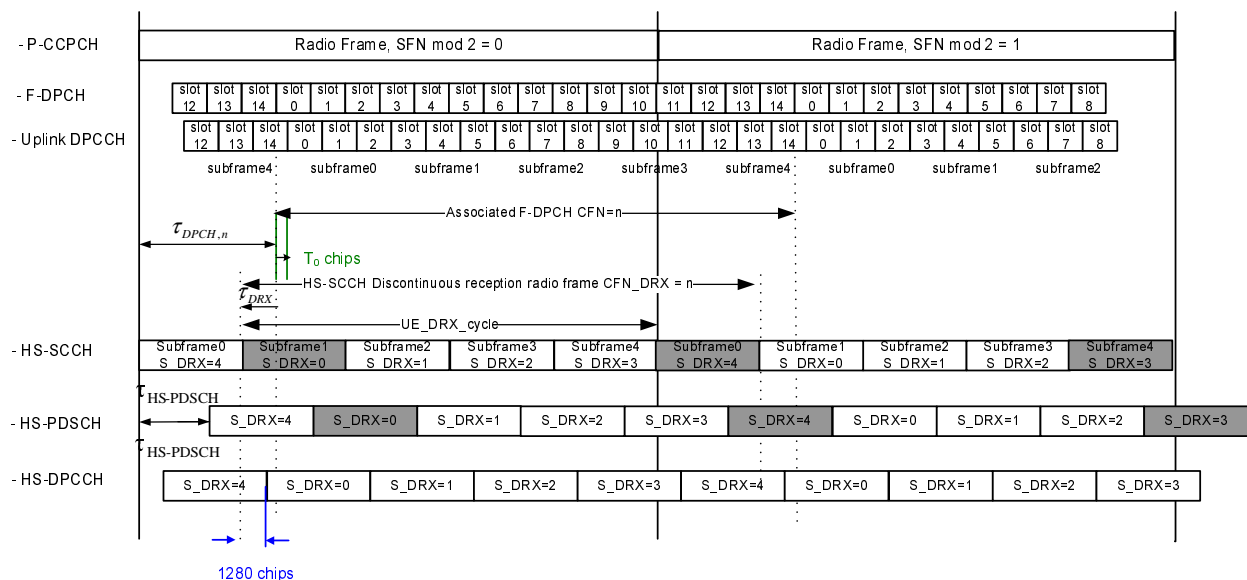 - P-CCPCH
Radio Frame, SFN mod 2 = 0
Radio Frame, SFN mod 2 = 1
- F-DPCH
slot 12 slot 13 slot 14 slot 0 slot 1 slot 2 slot 3 slot 4 slot 5 slot 6 slot 7 slot 8 slot 9 slot 10 slot 11 slot 12 slot 13 slot 14 slot 0 slot 1 slot 2 slot 3 slot 4 slot 5 slot 6 slot 7 slot 8
- Uplink DPCCH
slot 12 slot 13 slot 14 slot 0 slot 1 slot 2 slot 3 slot 4 slot 5 slot 6 slot 7 slot 8 slot 9 slot 10 slot 11 slot 12 slot 13 slot 14 slot 0 slot 1 slot 2 slot 3 slot 4 slot 5 slot 6 slot 7 slot 8
subframe4 subframe0 subframe1 subframe2 subframe3 subframe4 subframe0 subframe1 subframe2
Associated F-DPCH CFN=n
τDPCH,n
T0 chips
HS-SCCH Discontinuous reception radio frame CFN_DRX = n
τDRX
UE_DRX_cycle
- HS-SCCH
Subframe0 Subframe1 Subframe2 Subframe3 Subframe4 Subframe0 Subframe1 Subframe2 Subframe3 Subframe4
S_DRX=4 S_DRX=0 S_DRX=1 S_DRX=2 S_DRX=3 S_DRX=4 S_DRX=0 S_DRX=1 S_DRX=2 S_DRX=3
τHS-PDSCH
- HS-PDSCH
S_DRX=4 S_DRX=0 S_DRX=1 S_DRX=2 S_DRX=3 S_DRX=4 S_DRX=0 S_DRX=1 S_DRX=2 S_DRX=3
τHS-PDSCH
- HS-DPCCH
S_DRX=4 S_DRX=0 S_DRX=1 S_DRX=2 S_DRX=3 S_DRX=4 S_DRX=0 S_DRX=1 S_DRX=2 S_DRX=3
1280 chips